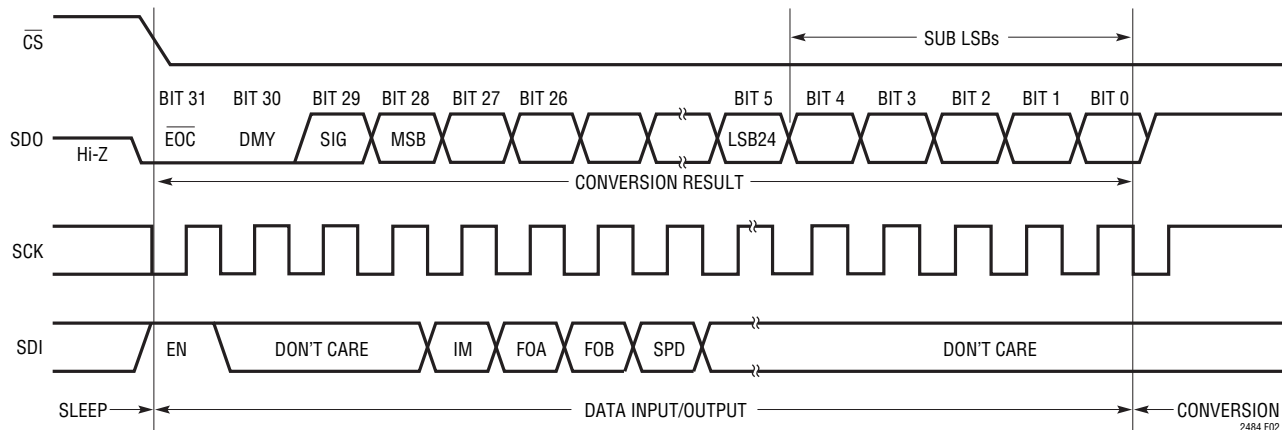 CS
SUB LSBs
BIT 31 BIT 30 BIT 29 BIT 28 BIT 27 BIT 26 BIT 5 BIT 4 BIT 3 BIT 2 BIT 1 BIT 0
SDO
Hi-Z EOC DMY SIG MSB LSB24
CONVERSION RESULT
SCK
SDI EN DON'T CARE IM FOA FOB SPD DON'T CARE
SLEEP DATA INPUT/OUTPUT CONVERSION
2484 F02